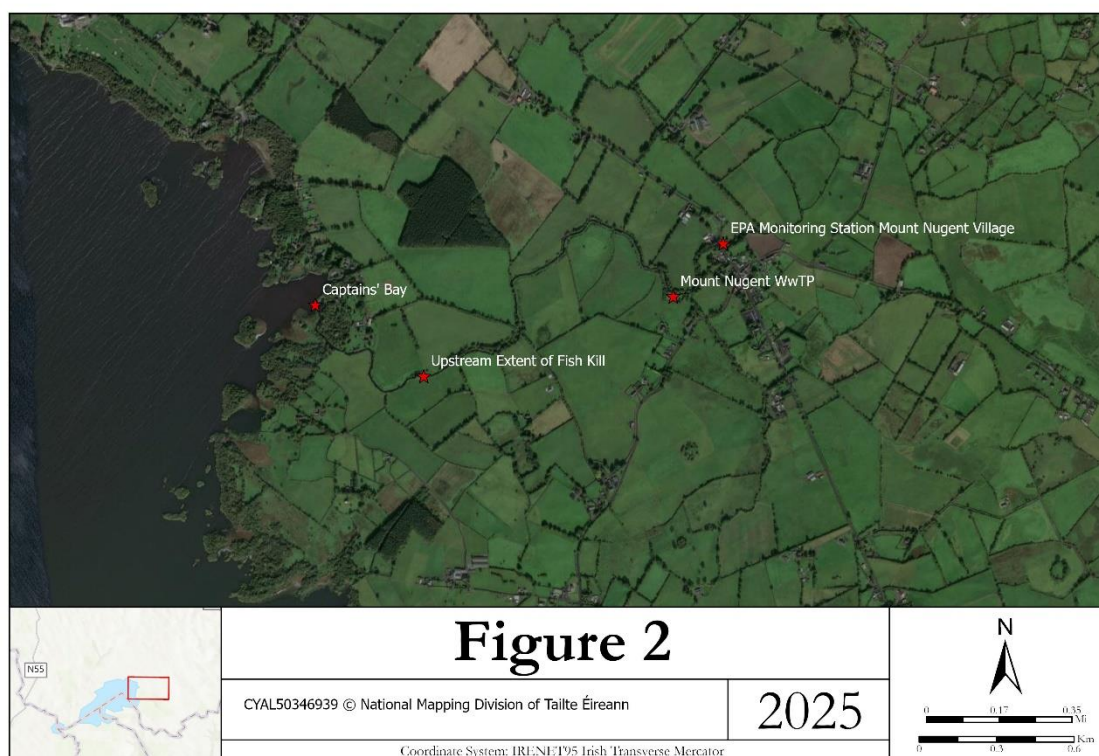 EPA Monitoring Station Mount Nugent Village
Mount Nugent WwTP
Captains' Bay
Upstream Extent of Fish Kill
Figure 2
N
N55
CYAL50346939 © National Mapping Division of Tailte Éireann
2025
0 0.17 0.35
Mi
Km
0 0.3 0.6
Coordinate System: IRENET95 Irish Transverse Mercator